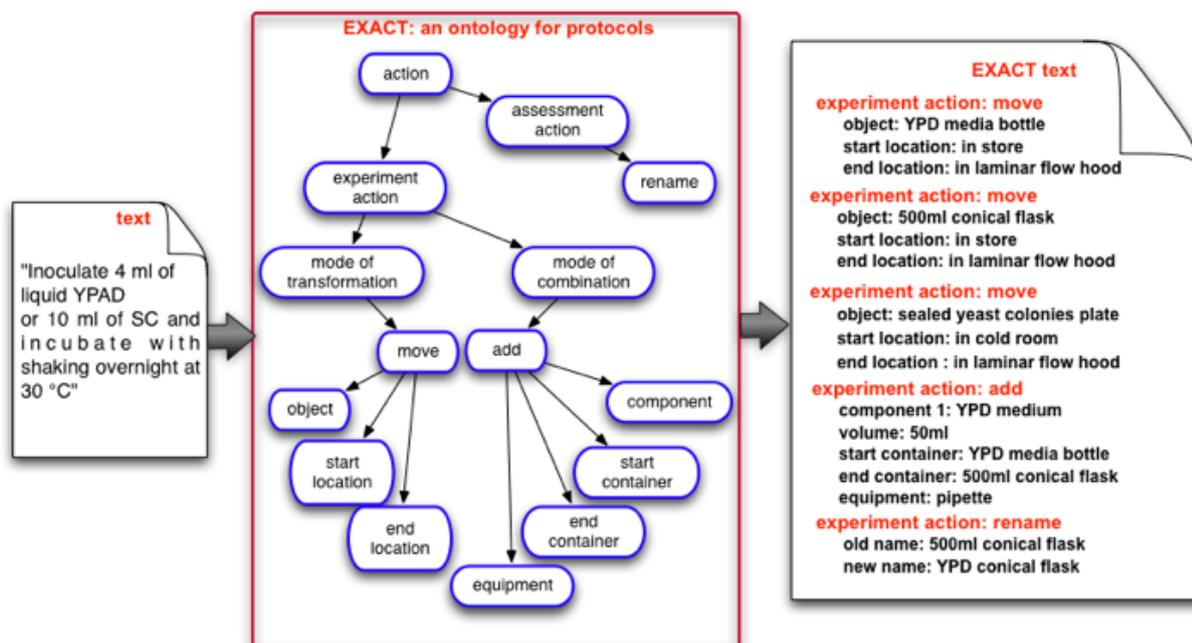 text
"Inoculate 4 ml of
liquid YPAD
or 10 ml of SC and
incubate with
shaking overnight at
30 °C"
EXACT: an ontology for protocols
action
assessment
action
experiment
action
rename
mode of
transformation
mode of
combination
move
add
object
component
start
location
start
container
end
location
end
container
equipment
EXACT text
experiment action: move
object: YPD media bottle
start location: in store
end location: in laminar flow hood
experiment action: move
object: 500ml conical flask
start location: in store
end location: in laminar flow hood
experiment action: move
object: sealed yeast colonies plate
start location: in cold room
end location : in laminar flow hood
experiment action: add
component 1: YPD medium
volume: 50ml
start container: YPD media bottle
end container: 500ml conical flask
equipment: pipette
experiment action: rename
old name: 500ml conical flask
new name: YPD conical flask